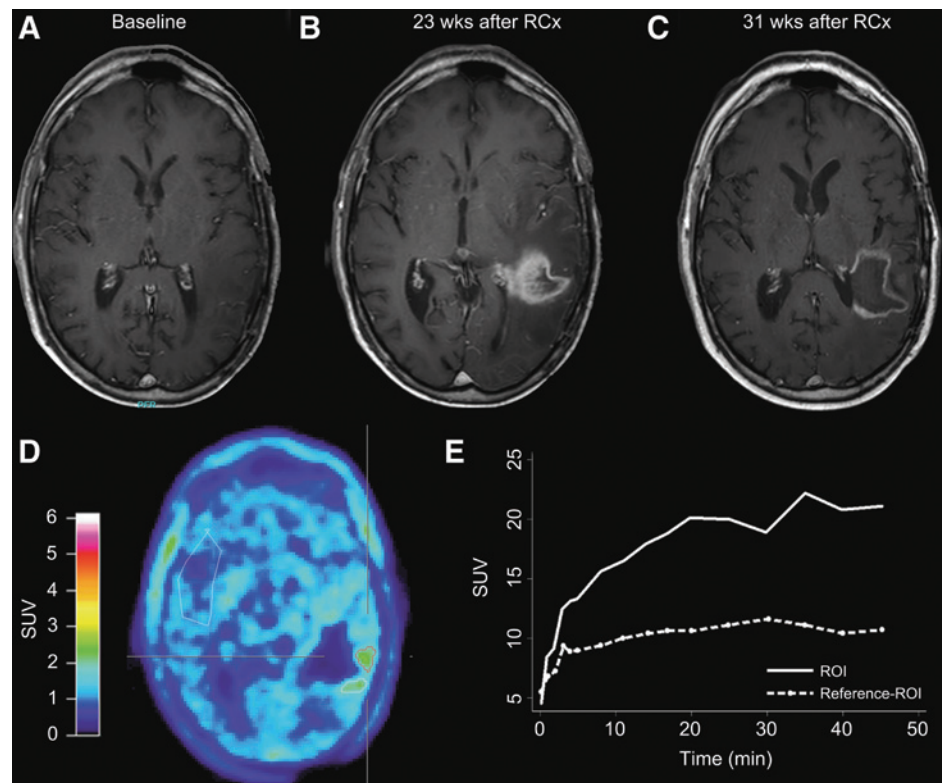 A Baseline
B 23 wks after RCx
C 31 wks after RCx
D
SUV
6
5
4
3
2
1
0
E
SUV
25
20
15
10
5
ROI
Reference-ROI
0 10 20 30 40 50
Time (min)